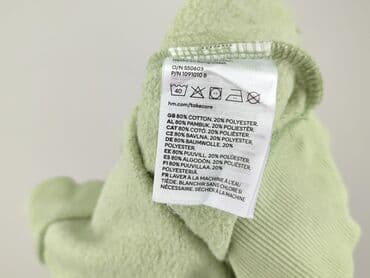 O/N 550603
P/N 1091010 8
40
hm.com/takecare
GB 80% COTTON, 20% POLYESTER.
AL 80% PAMBUK, 20% POLIESTËR.
CAT 80% COTÓ, 20% POLIÈSTER.
CZ 80% BAVLNA, 20% POLYESTER.
DE 80% BAUMWOLLE, 20%
POLYESTER.
EE 80% PUUVILL, 20% POLÜESTER.
ES 80% ALGODÓN, 20% POLIÉSTER.
FI 80% PUUVILLAA, 20%
POLYESTERIÄ
FR LAVER À LA MACHINE À L'EAU
TIÈDE. BLANCHIR SANS CHLORE SI
NÉCESSAIRE. SÉCHER À LA MACHINE